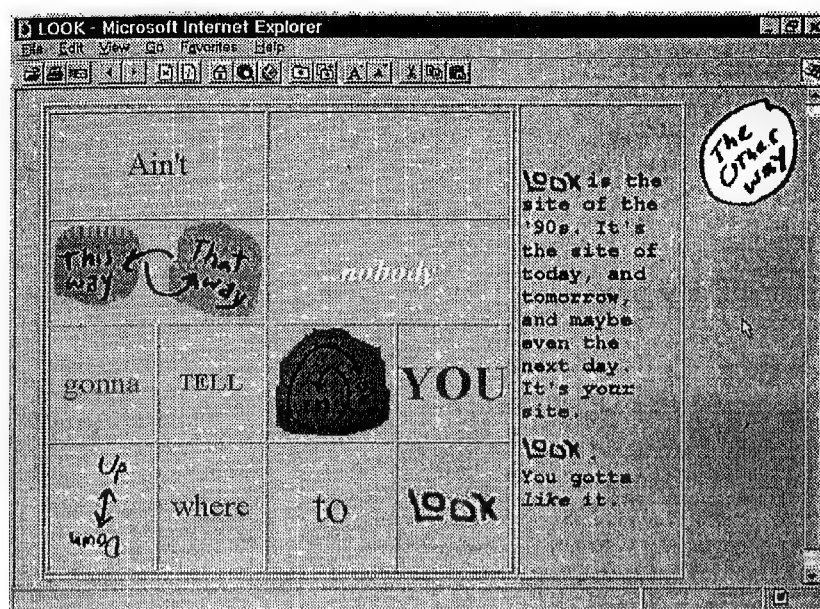 LOOK - Microsoft Internet Explorer
File Edit View Go Favorites Help
Ain't
This way
That way
...nobody
gonna
TELL
YOU
Up
Down
where
to
LOOK
LOOK is the
site of the
'90s. It's
the site of
today, and
tomorrow,
and maybe
even the
next day.
It's your
site.
LOOK.
You gotta
like it.
The
Other
way